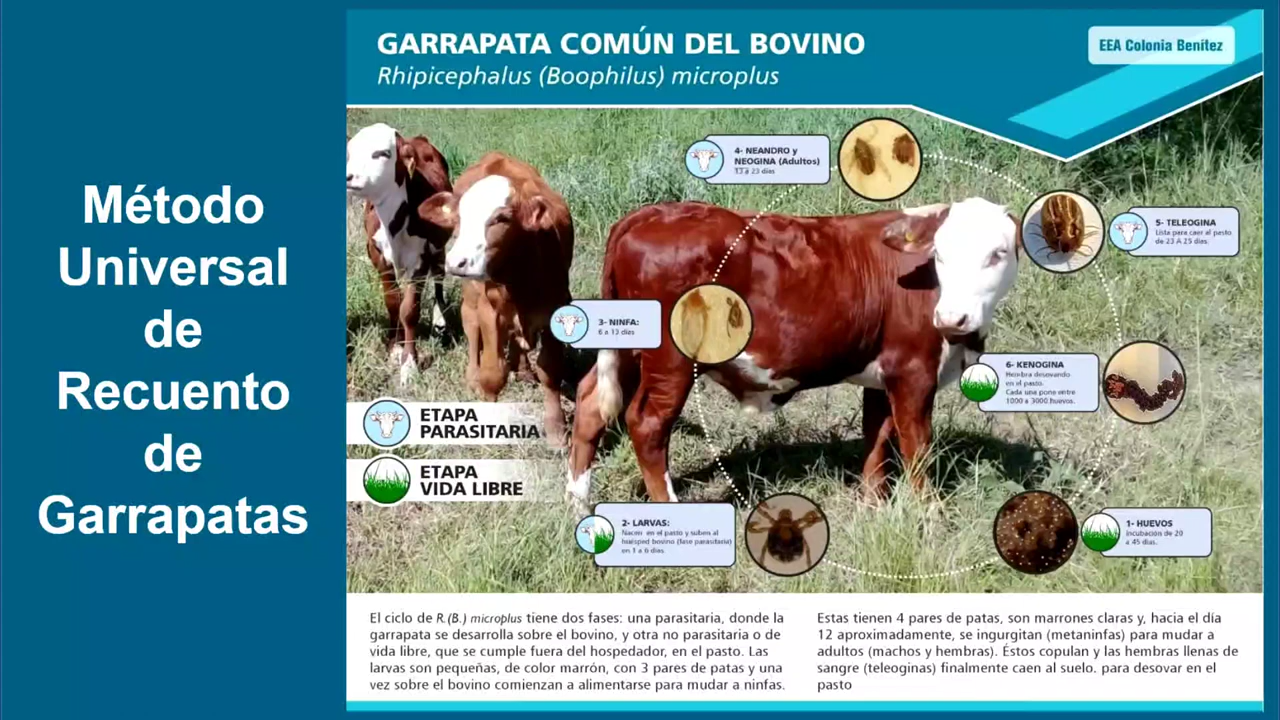 Método
Universal
de
Recuento
de
Garrapatas
GARRAPATA COMÚN DEL BOVINO
Rhipicephalus (Boophilus) microplus
EEA Colonia Benítez
4- NEANDRO y
NEOGINA (Adultos)
13 a 23 días
5- TELEOGINA
Lista para caer al pasto
de 23 A 25 días.
3- NINFA:
6 a 13 días
6- KENOGINA
Hembra desovando
en el pasto.
Cada una pone entre
1000 a 3000 huevos.
ETAPA
PARASITARIA
ETAPA
VIDA LIBRE
2- LARVAS:
Nacen en el pasto y suben al
huésped bovino (fase parasitaria)
en 1 a 6 días
1- HUEVOS
Incubación de 20
a 45 días.
El ciclo de R.(B.) microplus tiene dos fases: una parasitaria, donde la
garrapata se desarrolla sobre el bovino, y otra no parasitaria o de
vida libre, que se cumple fuera del hospedador, en el pasto. Las
larvas son pequeñas, de color marrón, con 3 pares de patas y una
vez sobre el bovino comienzan a alimentarse para mudar a ninfas.
Estas tienen 4 pares de patas, son marrones claras y, hacia el día
12 aproximadamente, se ingurgitan (metaninfas) para mudar a
adultos (machos y hembras). Éstos copulan y las hembras llenas de
sangre (teleoginas) finalmente caen al suelo. para desovar en el
pasto